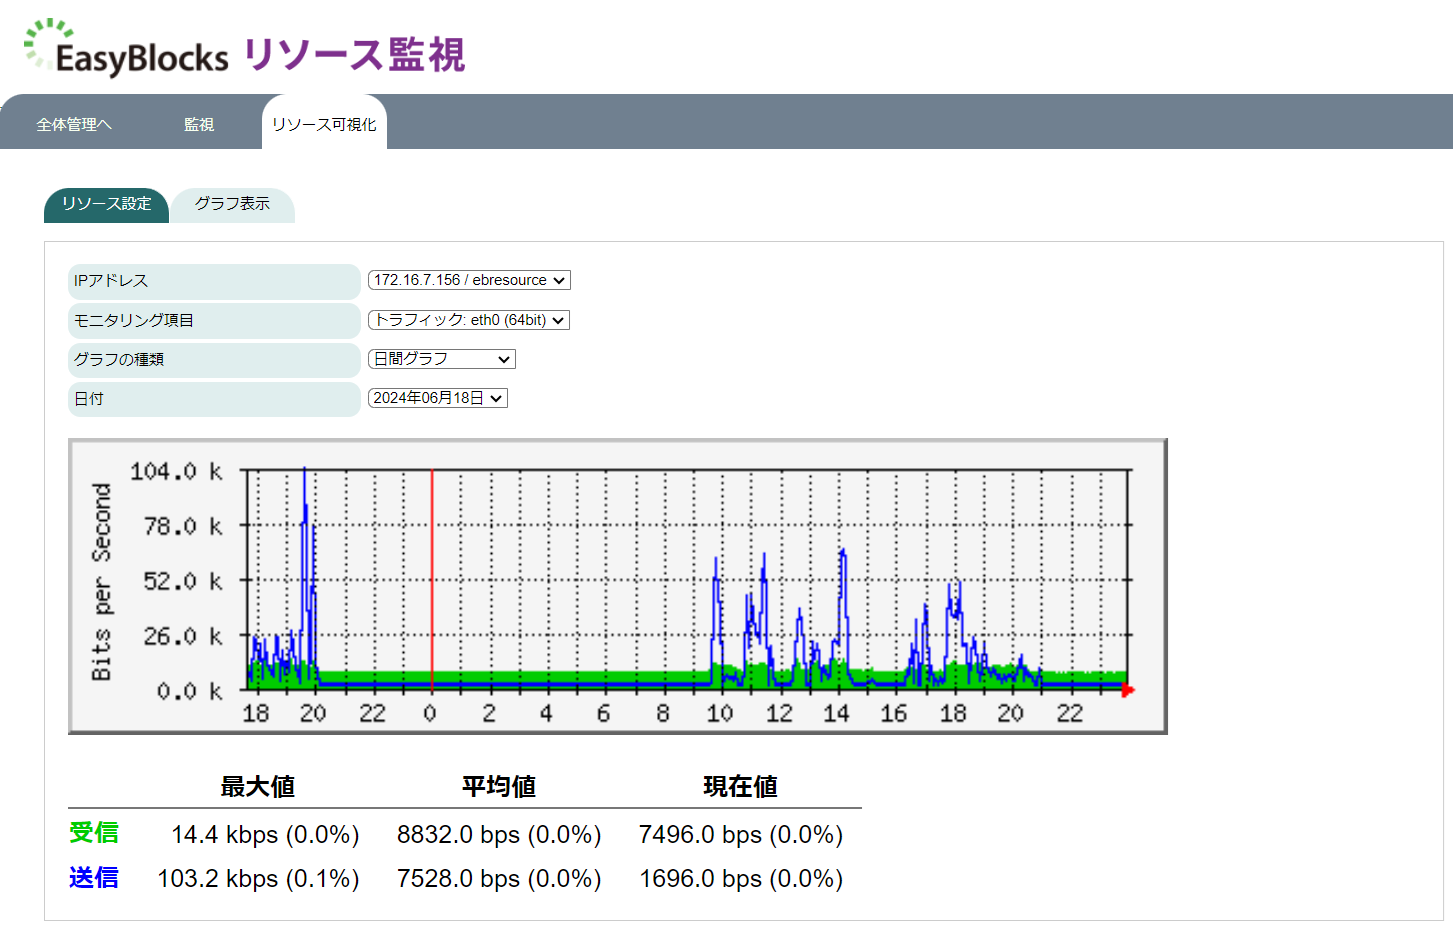 EasyBlocks リソース監視
全体管理へ 監視 リソース可視化
リソース設定 グラフ表示
IPアドレス 172.16.7.156 / ebresource
モニタリング項目 トラフィック: eth0 (64bit)
グラフの種類 日間グラフ
日付 2024年06月18日
Bits per Second
104.0 k
78.0 k
52.0 k
26.0 k
0.0 k
18 20 22 0 2 4 6 8 10 12 14 16 18 20 22
最大値 平均値 現在値
受信 14.4 kbps (0.0%) 8832.0 bps (0.0%) 7496.0 bps (0.0%)
送信 103.2 kbps (0.1%) 7528.0 bps (0.0%) 1696.0 bps (0.0%)